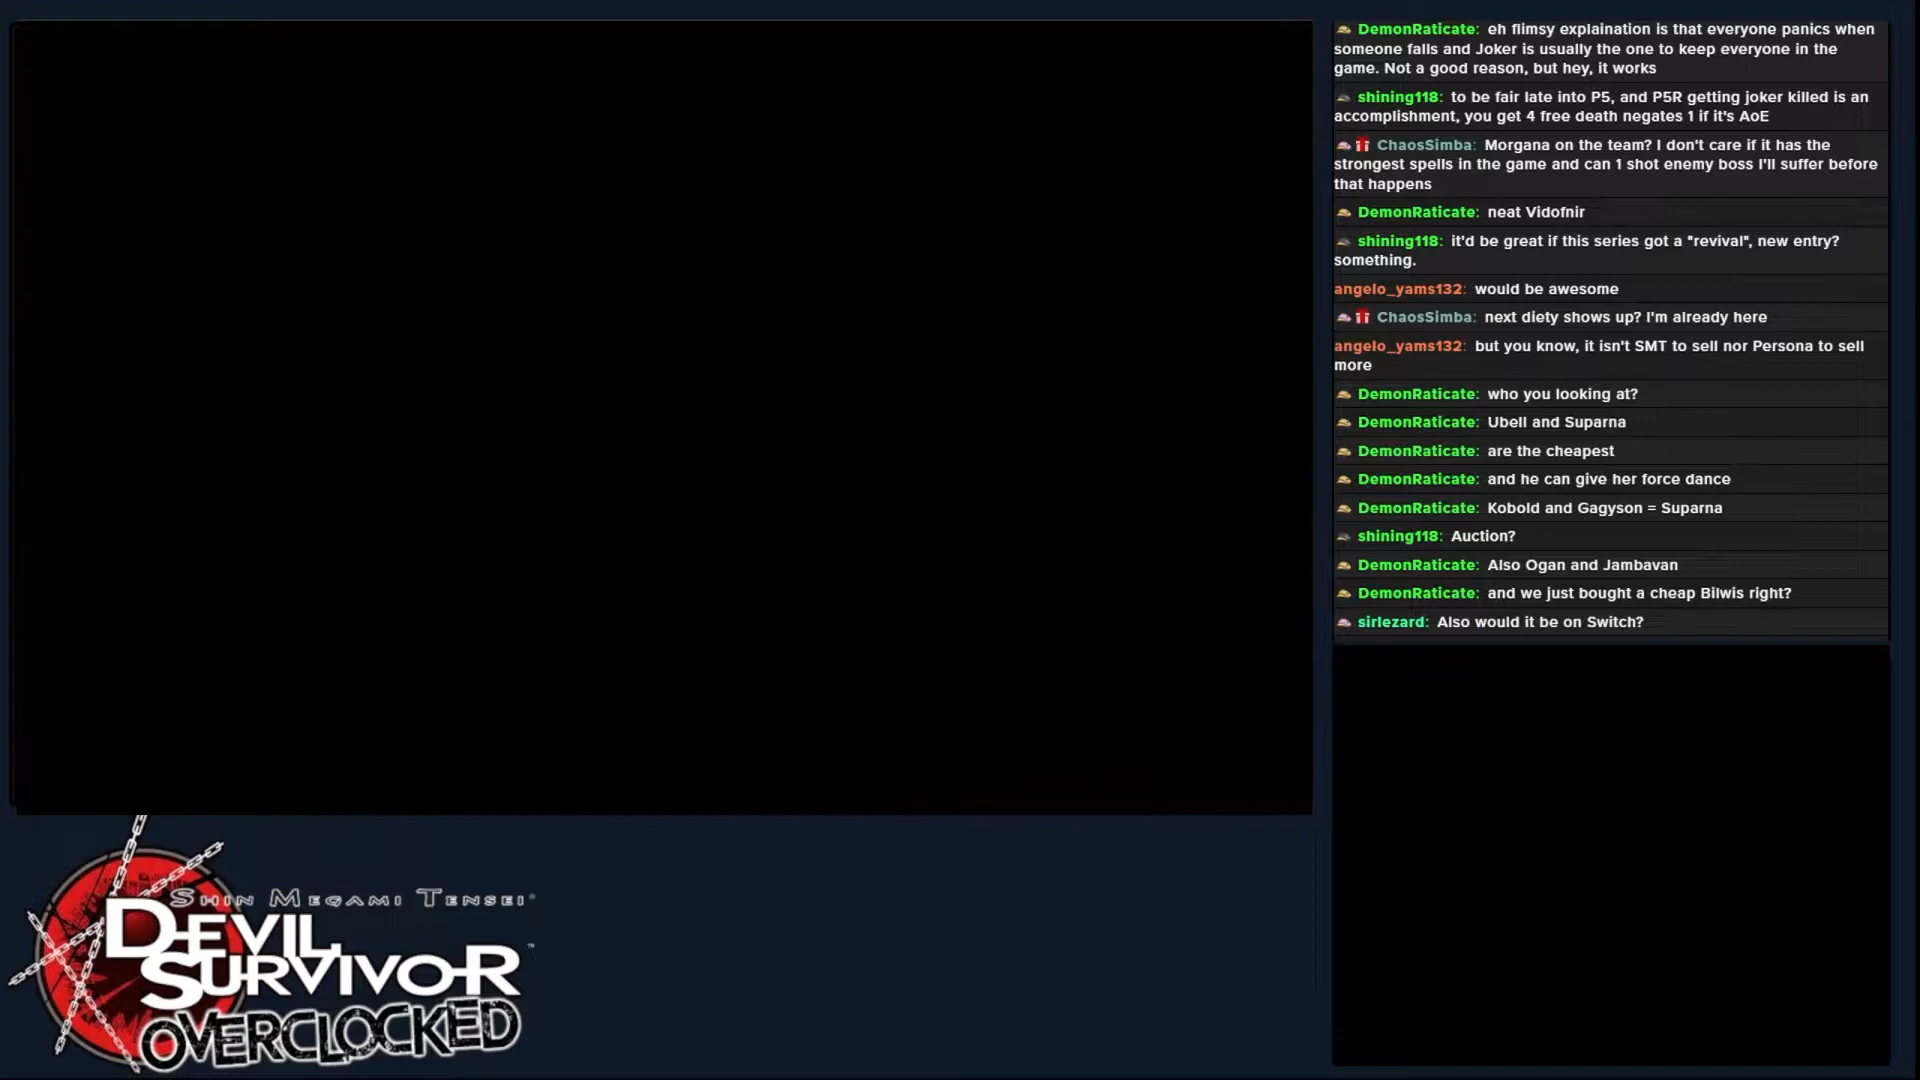 DemonRaticate: eh flimsy explaination is that everyone panics when
someone falls and Joker is usually the one to keep everyone in the
game. Not a good reason, but hey, it works
shining118: to be fair late into P5, and P5R getting joker killed is an
accomplishment, you get 4 free death negates 1 if it's AoE
ChaosSimba: Morgana on the team? I don't care if it has the
strongest spells in the game and can 1 shot enemy boss I'll suffer before
that happens
DemonRaticate: neat Vidofnir
shining118: it'd be great if this series got a "revival", new entry?
something.
angelo_yams132: would be awesome
ChaosSimba: next diety shows up? I'm already here
angelo_yams132: but you know, it isn't SMT to sell nor Persona to sell
more
DemonRaticate: who you looking at?
DemonRaticate: Ubell and Suparna
DemonRaticate: are the cheapest
DemonRaticate: and he can give her force dance
DemonRaticate: Kobold and Gagyson = Suparna
shining118: Auction?
DemonRaticate: Also Ogan and Jambavan
DemonRaticate: and we just bought a cheap Bilwis right?
sirlezard: Also would it be on Switch?
SHIN MEGAMI TENSEI®
DEVIL
SURVIVOR™
OVERCLOCKED